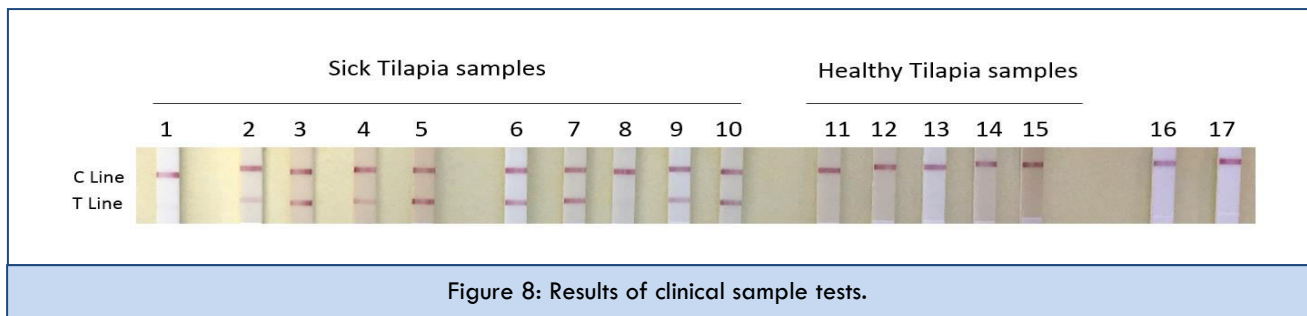 Sick Tilapia samples Healthy Tilapia samples
1 2 3 4 5 6 7 8 9 10 11 12 13 14 15 16 17
C Line
T Line
Figure 8: Results of clinical sample tests.